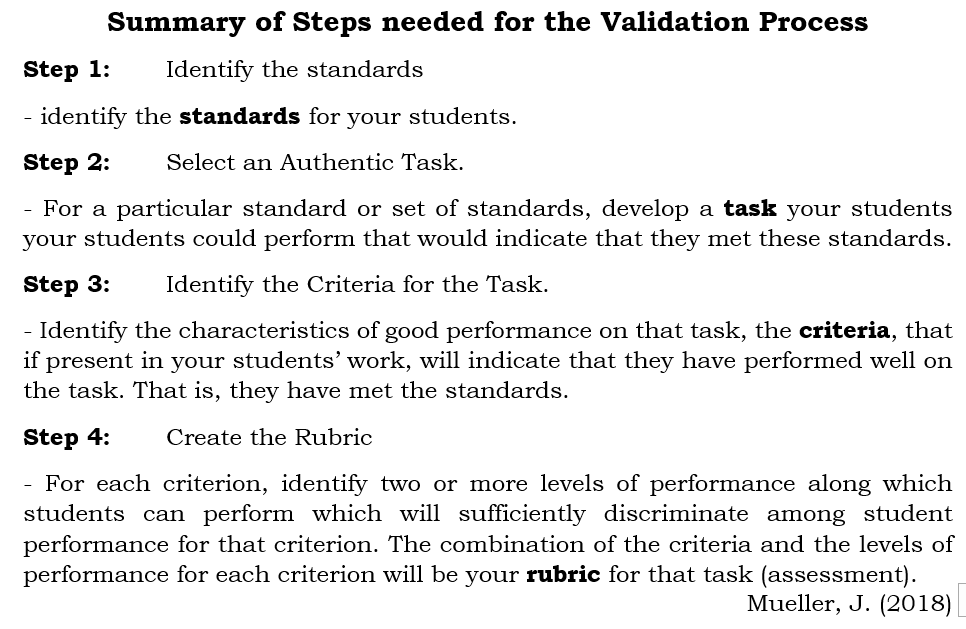 Summary of Steps needed for the Validation Process
Step 1: Identify the standards
- identify the standards for your students.
Step 2: Select an Authentic Task.
- For a particular standard or set of standards, develop a task your students
your students could perform that would indicate that they met these standards.
Step 3: Identify the Criteria for the Task.
- Identify the characteristics of good performance on that task, the criteria, that
if present in your students’ work, will indicate that they have performed well on
the task. That is, they have met the standards.
Step 4: Create the Rubric
- For each criterion, identify two or more levels of performance along which
students can perform which will sufficiently discriminate among student
performance for that criterion. The combination of the criteria and the levels of
performance for each criterion will be your rubric for that task (assessment).
Mueller, J. (2018)